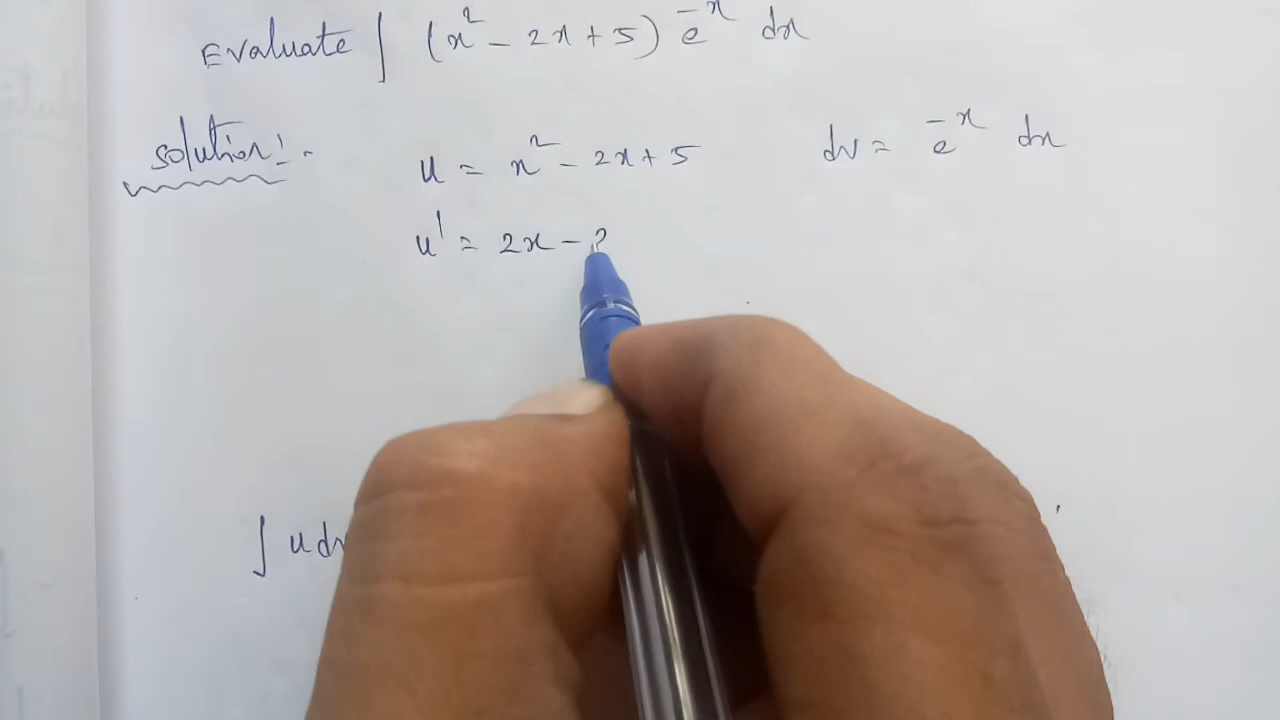 Evaluate ∫ (x² - 2x + 5) e⁻ˣ dx
solution:-
u = x² - 2x + 5 dv = e⁻ˣ dx
u' = 2x - 2
∫ u dv